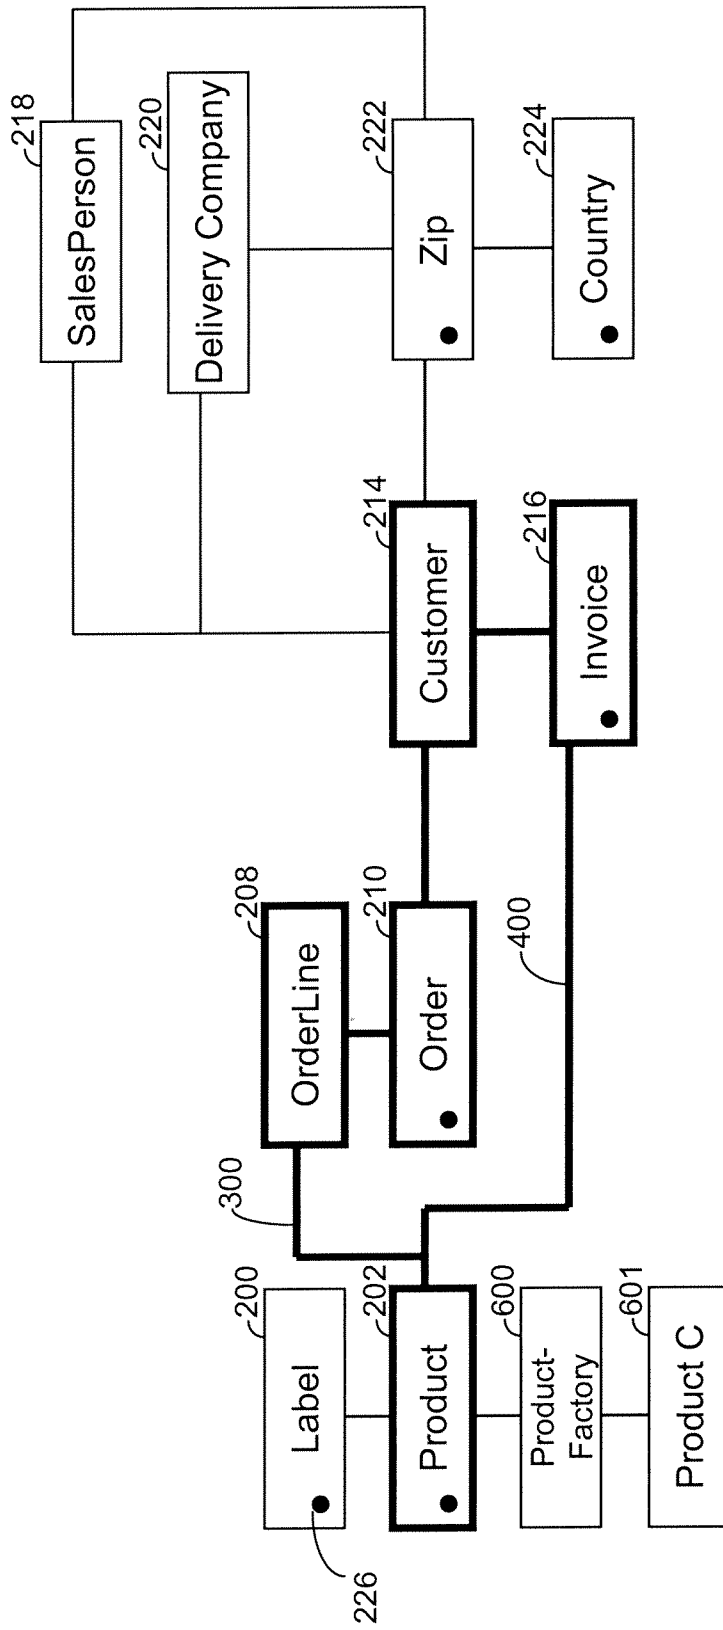 218
SalesPerson
220
Delivery Company
222
Zip
224
Country
214
Customer
216
Invoice
208
OrderLine
210
Order
400
300
200
Label
226
202
Product
600
Product-
Factory
601
Product C